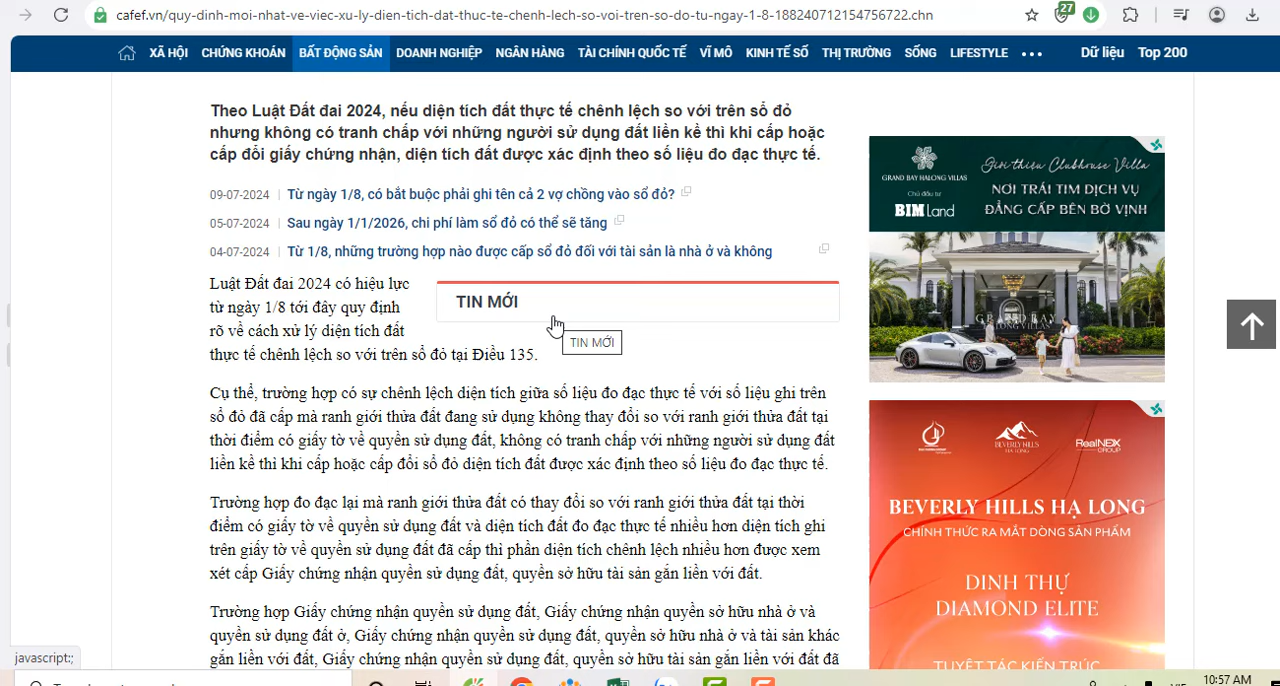 cafef.vn/quy-dinh-moi-nhat-ve-viec-xu-ly-dien-tich-dat-thuc-te-chenh-lech-so-voi-tren-so-do-tu-ngay-1-8-188240712154756722.chn
27
XÃ HỘI CHỨNG KHOÁN BẤT ĐỘNG SẢN DOANH NGHIỆP NGÂN HÀNG TÀI CHÍNH QUỐC TẾ VĨ MÔ KINH TẾ SỐ THỊ TRƯỜNG SỐNG LIFESTYLE Dữ liệu Top 200
Theo Luật Đất đai 2024, nếu diện tích đất thực tế chênh lệch so với trên sổ đỏ
nhưng không có tranh chấp với những người sử dụng đất liền kề thì khi cấp hoặc
cấp đổi giấy chứng nhận, diện tích đất được xác định theo số liệu đo đạc thực tế.
09-07-2024 Từ ngày 1/8, có bắt buộc phải ghi tên cả 2 vợ chồng vào sổ đỏ?
05-07-2024 Sau ngày 1/1/2026, chi phí làm sổ đỏ có thể sẽ tăng
04-07-2024 Từ 1/8, những trường hợp nào được cấp sổ đỏ đối với tài sản là nhà ở và không
Luật Đất đai 2024 có hiệu lực
từ ngày 1/8 tới đây quy định
rõ về cách xử lý diện tích đất
thực tế chênh lệch so với trên sổ đỏ tại Điều 135.
TIN MỚI
TIN MỚI
Cụ thể, trường hợp có sự chênh lệch diện tích giữa số liệu đo đạc thực tế với số liệu ghi trên
sổ đỏ đã cấp mà ranh giới thửa đất đang sử dụng không thay đổi so với ranh giới thửa đất tại
thời điểm có giấy tờ về quyền sử dụng đất, không có tranh chấp với những người sử dụng đất
liền kề thì khi cấp hoặc cấp đổi sổ đỏ diện tích đất được xác định theo số liệu đo đạc thực tế.
Trường hợp đo đạc lại mà ranh giới thửa đất có thay đổi so với ranh giới thửa đất tại thời
điểm có giấy tờ về quyền sử dụng đất và diện tích đất đo đạc thực tế nhiều hơn diện tích ghi
trên giấy tờ về quyền sử dụng đất đã cấp thì phần diện tích chênh lệch nhiều hơn được xem
xét cấp Giấy chứng nhận quyền sử dụng đất, quyền sở hữu tài sản gắn liền với đất.
Trường hợp Giấy chứng nhận quyền sử dụng đất, Giấy chứng nhận quyền sở hữu nhà ở và
quyền sử dụng đất ở, Giấy chứng nhận quyền sử dụng đất, quyền sở hữu nhà ở và tài sản khác
gắn liền với đất, Giấy chứng nhận quyền sử dụng đất, quyền sở hữu tài sản gắn liền với đất đã
GRAND BAY HALONG VILLAS
Chủ đầu tư
BIM Land
Giới thiệu Clubhouse Villa
NƠI TRÁI TIM DỊCH VỤ
ĐẲNG CẤP BÊN BỜ VỊNH
GRAND BAY
HALONG VILLAS
BEVERLY HILLS
HA LONG
RealNEX
GROUP
BEVERLY HILLS HẠ LONG
CHÍNH THỨC RA MẮT DÒNG SẢN PHẨM
DINH THỰ
DIAMOND ELITE
TUYỆT TÁC KIẾN TRÚC
javascript:;
10:57 AM